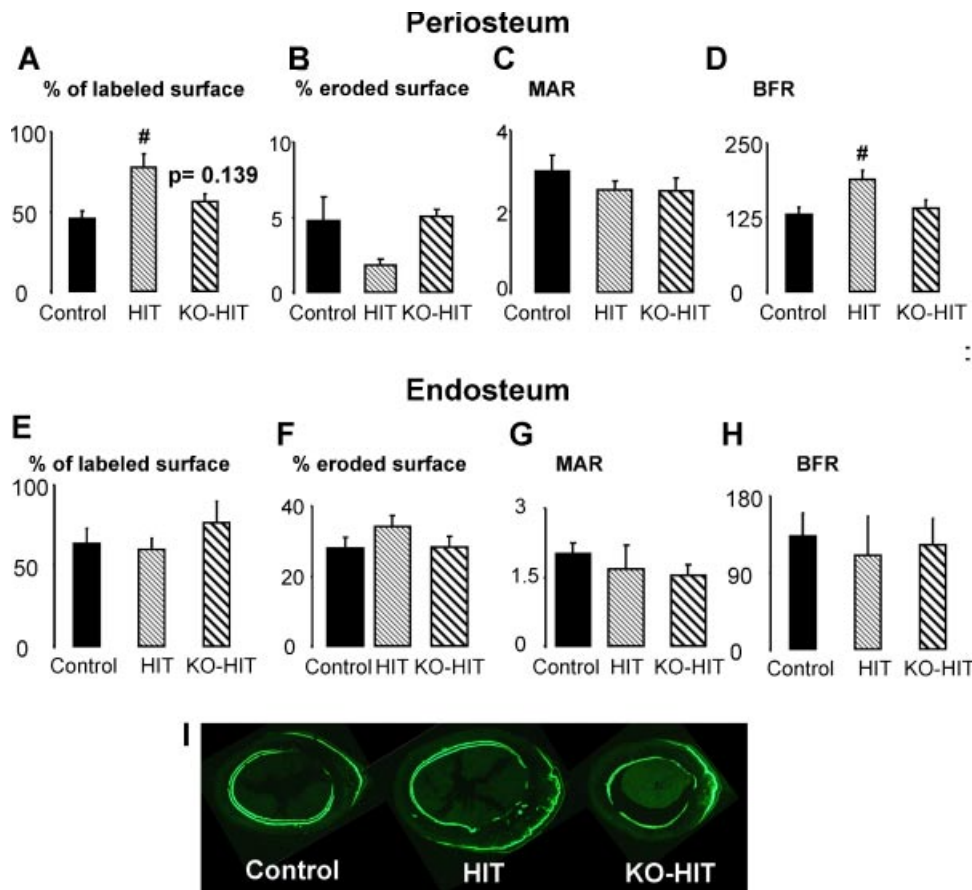 Periosteum
A B C D
% of labeled surface % eroded surface MAR BFR
100 50 0
#
p= 0.139
Control HIT KO-HIT
10 5 0
Control HIT KO-HIT
4 2 0
Control HIT KO-HIT
250 125 0
#
Control HIT KO-HIT
:
Endosteum
E F G H
% of labeled surface % eroded surface MAR BFR
100 50 0
Control HIT KO-HIT
40 20 0
Control HIT KO-HIT
3 1.5 0
Control HIT KO-HIT
180 90 0
Control HIT KO-HIT
I
Control HIT KO-HIT